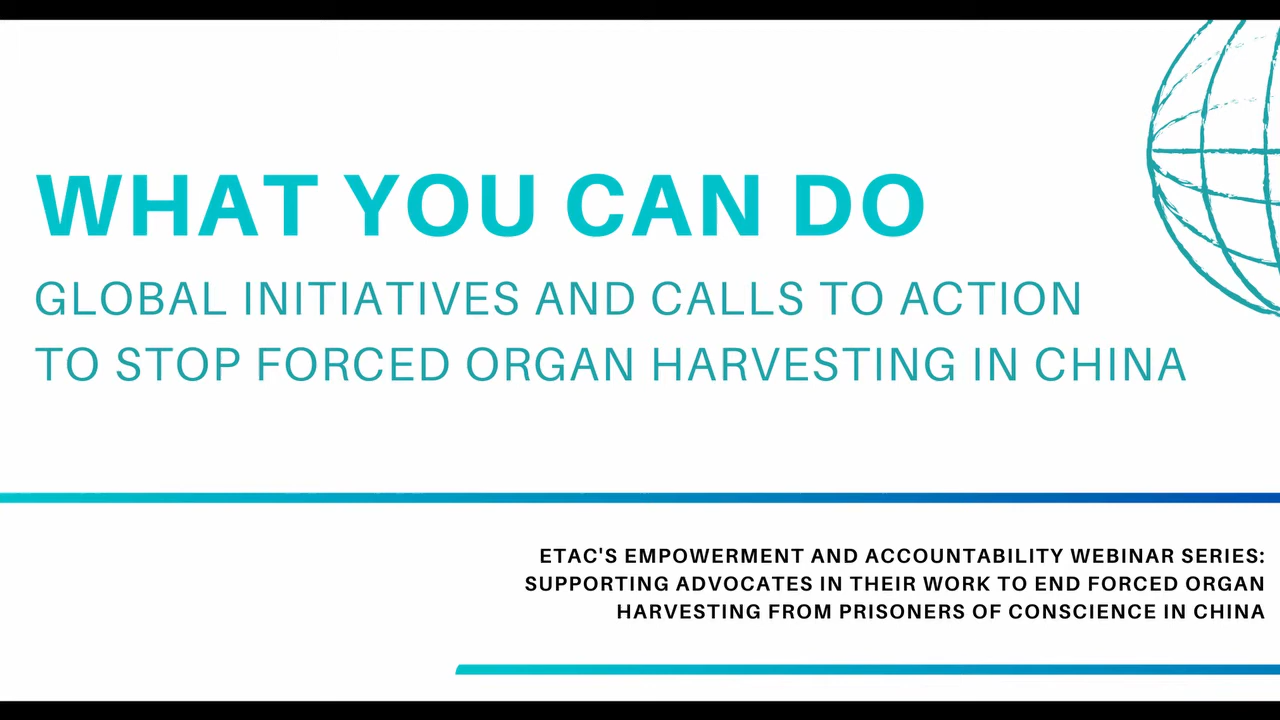 WHAT YOU CAN DO
GLOBAL INITIATIVES AND CALLS TO ACTION
TO STOP FORCED ORGAN HARVESTING IN CHINA
ETAC'S EMPOWERMENT AND ACCOUNTABILITY WEBINAR SERIES:
SUPPORTING ADVOCATES IN THEIR WORK TO END FORCED ORGAN
HARVESTING FROM PRISONERS OF CONSCIENCE IN CHINA